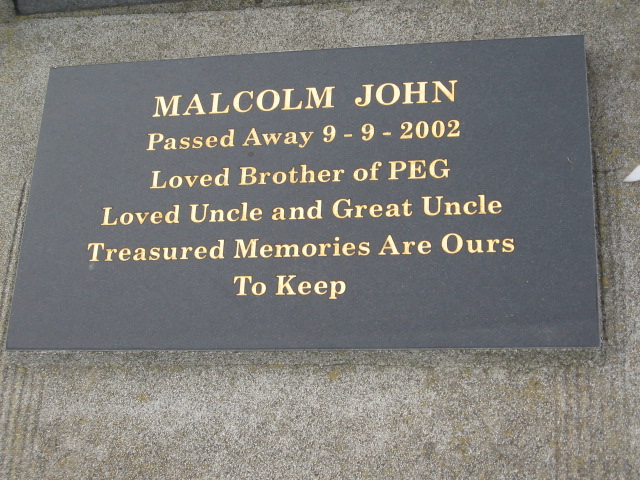 MALCOLM JOHN
Passed Away 9 - 9 - 2002
Loved Brother of PEG
Loved Uncle and Great Uncle
Treasured Memories Are Ours
To Keep